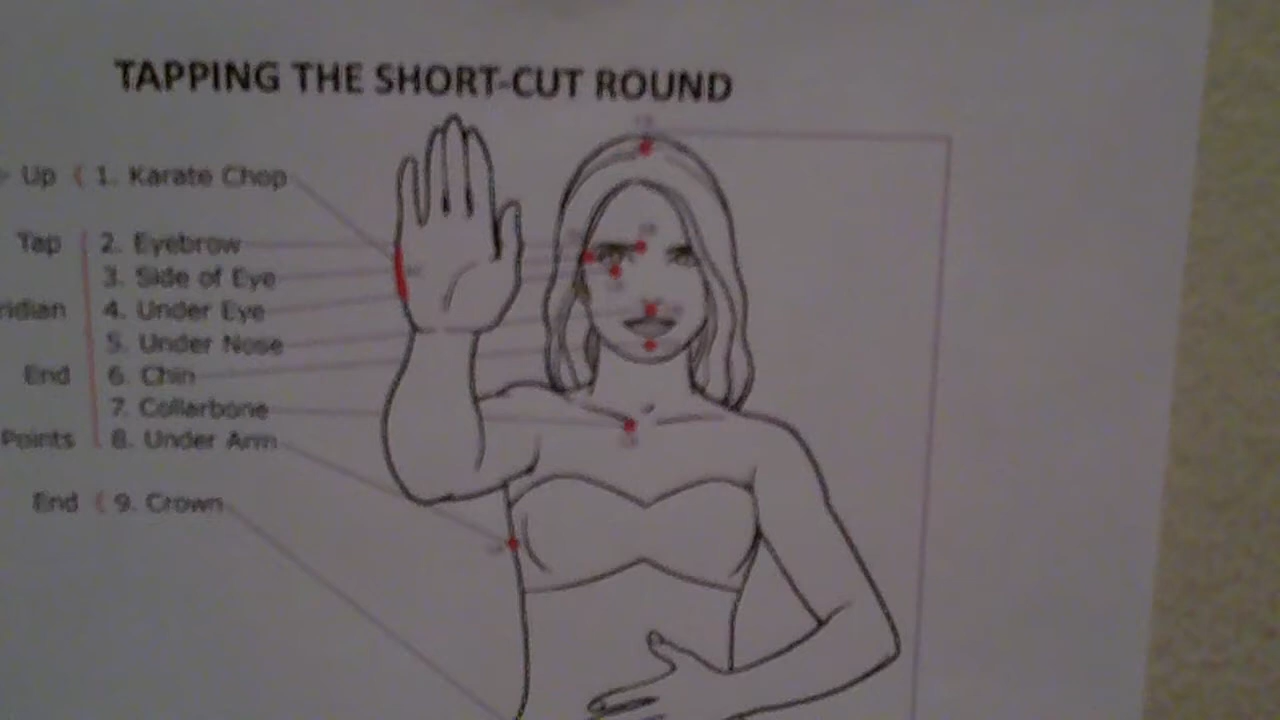 TAPPING THE SHORT-CUT ROUND
Up ( 1. Karate Chop
Tap 2. Eyebrow
3. Side of Eye
ridian 4. Under Eye
5. Under Nose
End 6. Chin
7. Collarbone
Points 8. Under Arm
End ( 9. Crown